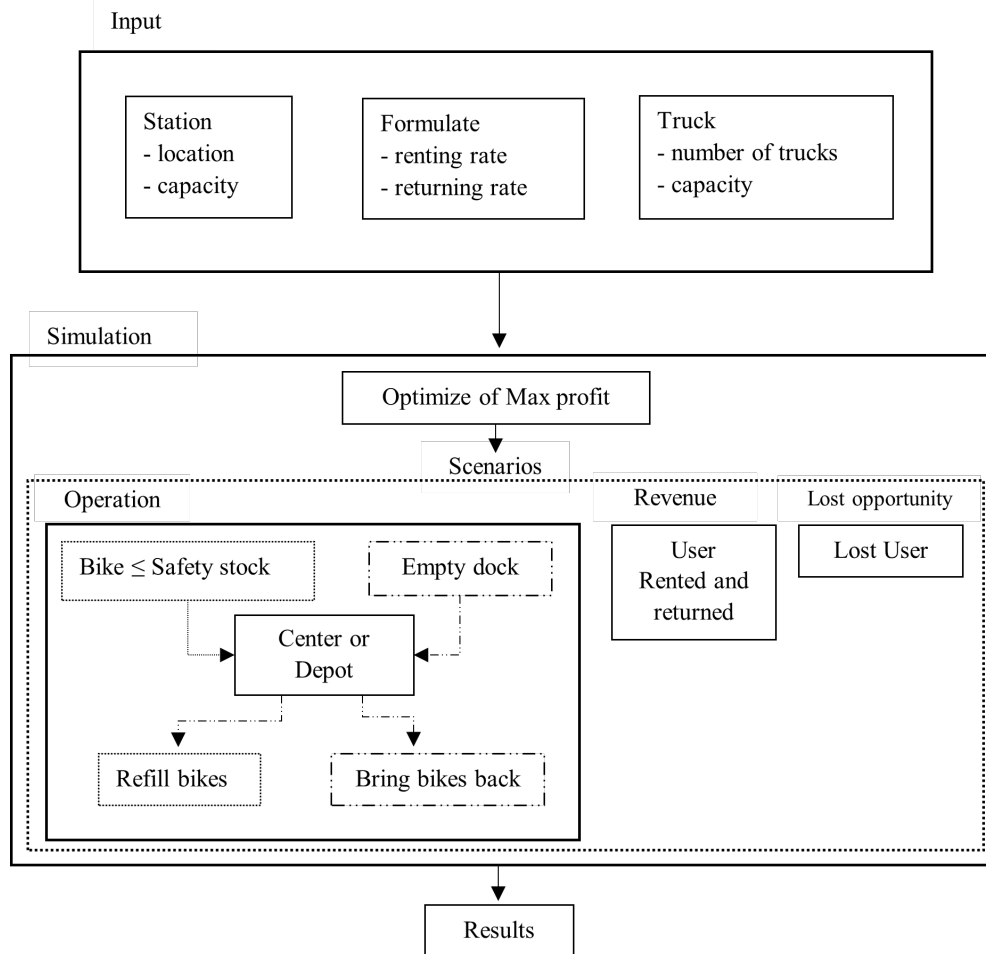 Input
Station
- location
- capacity
Formulate
- renting rate
- returning rate
Truck
- number of trucks
- capacity
Simulation
Optimize of Max profit
Scenarios
Operation
Bike ≤ Safety stock
Empty dock
Center or
Depot
Refill bikes
Bring bikes back
Revenue
User
Rented and
returned
Lost opportunity
Lost User
Results